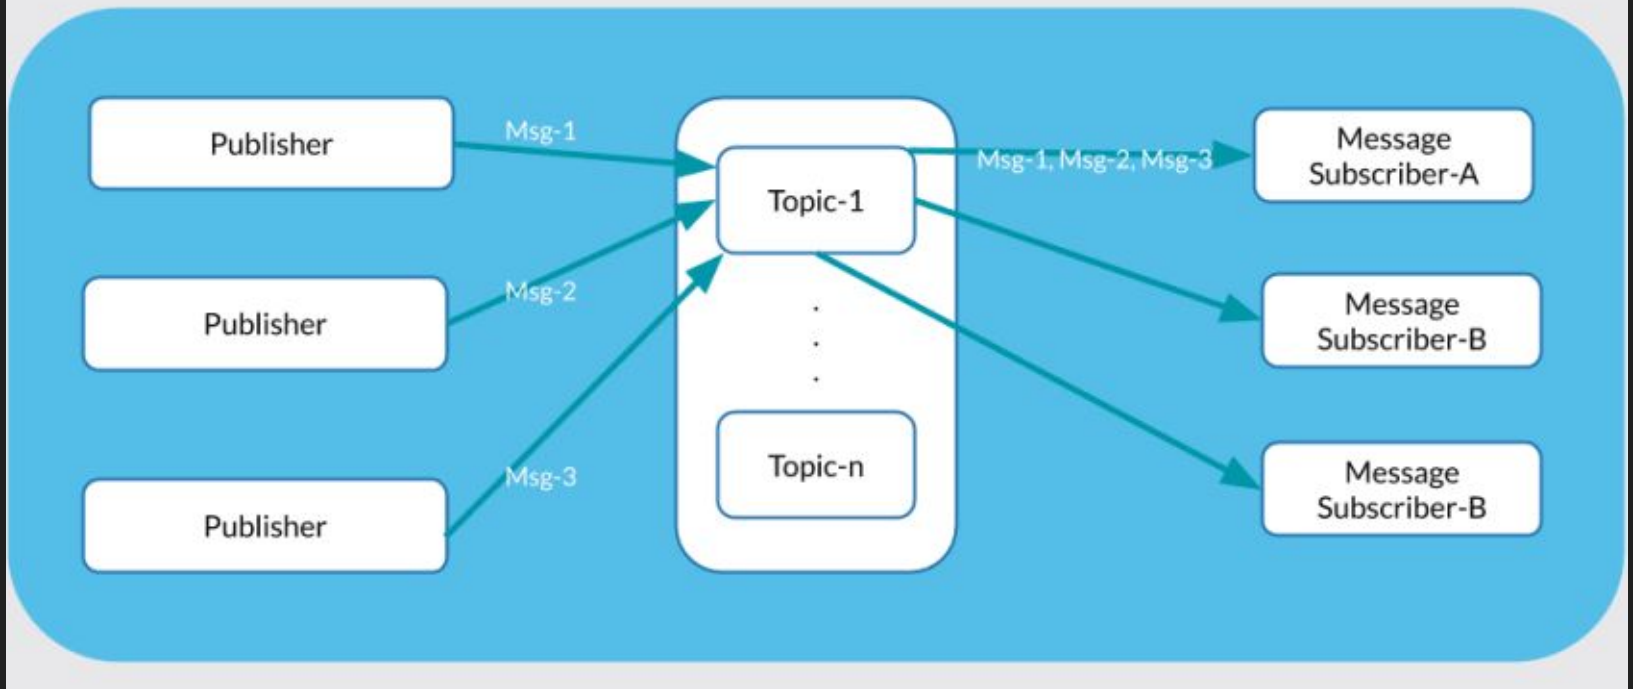 Publisher
Msg-1
Topic-1
Msg-1, Msg-2, Msg-3
Message
Subscriber-A
Publisher
Msg-2
Message
Subscriber-B
Publisher
Msg-3
Topic-n
Message
Subscriber-B